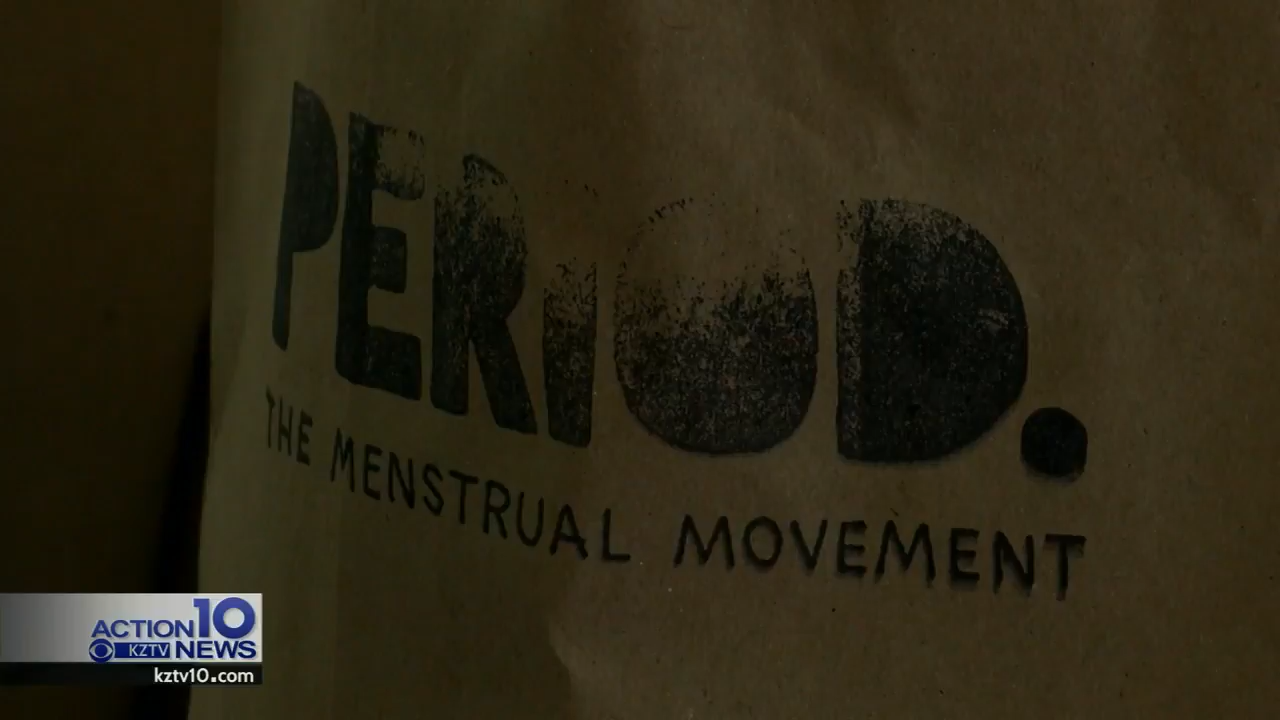 PERIOD.
THE MENSTRUAL MOVEMENT
ACTION 10
KZTV NEWS
kztv10.com